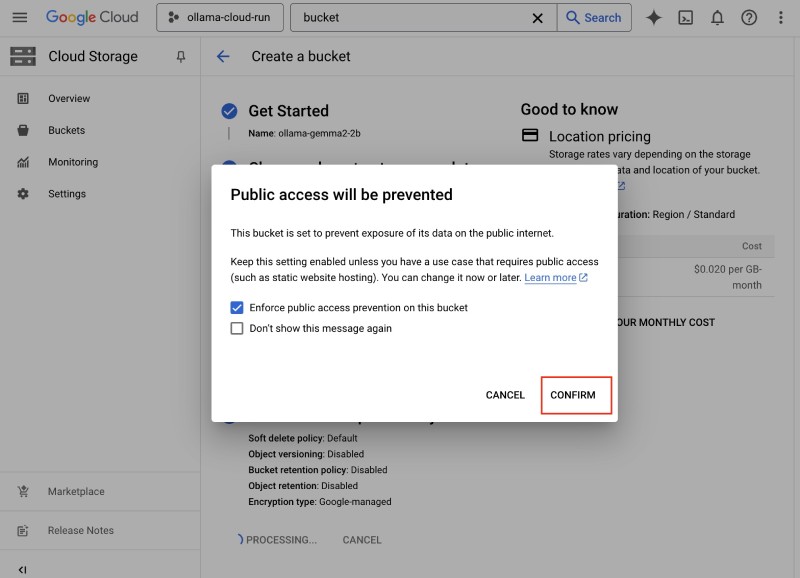 Google Cloud
ollama-cloud-run
bucket
Search
Cloud Storage
Create a bucket
Overview
Buckets
Monitoring
Settings
Marketplace
Release Notes
Get Started
Name: ollama-gemma2-2b
Good to know
Location pricing
Storage rates vary depending on the storage
ata and location of your bucket.
uration: Region / Standard
Cost
$0.020 per GB-
month
OUR MONTHLY COST
Public access will be prevented
This bucket is set to prevent exposure of its data on the public internet.
Keep this setting enabled unless you have a use case that requires public access
(such as static website hosting). You can change it now or later. Learn more
Enforce public access prevention on this bucket
Don't show this message again
CANCEL
CONFIRM
Soft delete policy: Default
Object versioning: Disabled
Bucket retention policy: Disabled
Object retention: Disabled
Encryption type: Google-managed
PROCESSING...
CANCEL